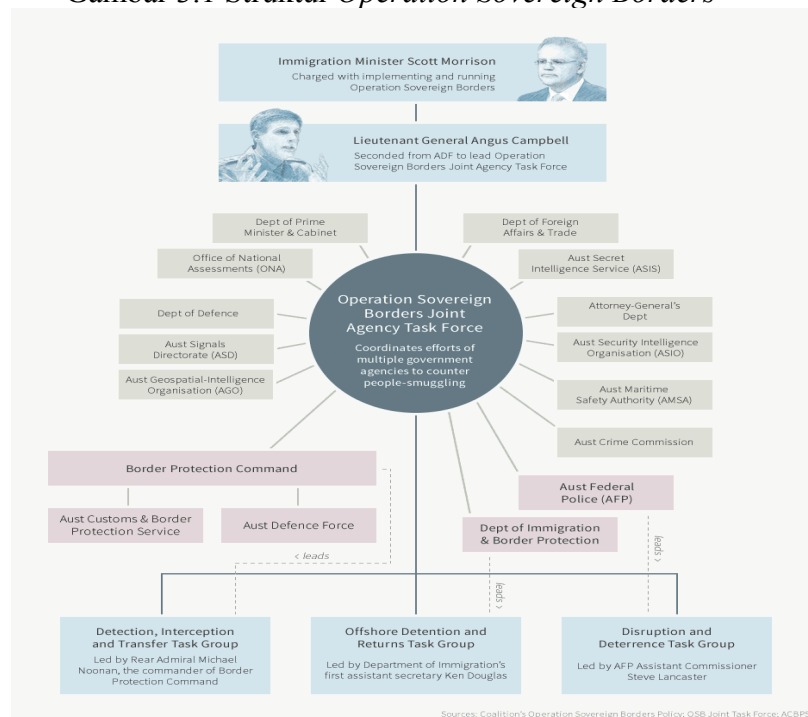 Gambar 3.1 Struktur Operation Sovereign Borders
Immigration Minister Scott Morrison
Charged with implementing and running
Operation Sovereign Borders
Lieutenant General Angus Campbell
Seconded from ADF to lead Operation
Sovereign Borders Joint Agency Task Force
Dept of Prime
Minister & Cabinet
Dept of Foreign
Affairs & Trade
Office of National
Assessments (ONA)
Aust Secret
Intelligence Service (ASIS)
Operation Sovereign
Borders Joint
Agency Task Force
Coordinates efforts of
multiple government
agencies to counter
people-smuggling
Dept of Defence
Attorney-General's
Dept
Aust Signals
Directorate (ASD)
Aust Security Intelligence
Organisation (ASIO)
Aust Geospatial-Intelligence
Organisation (AGO)
Aust Maritime
Safety Authority (AMSA)
Aust Crime Commission
Border Protection Command
Aust Federal
Police (AFP)
Aust Customs & Border
Protection Service
Aust Defence Force
Dept of Immigration
& Border Protection
< leads
leads >
leads >
Detection, Interception
and Transfer Task Group
Led by Rear Admiral Michael
Noonan, the commander of Border
Protection Command
Offshore Detention and
Returns Task Group
Led by Department of Immigration's
first assistant secretary Ken Douglas
Disruption and
Deterrence Task Group
Led by AFP Assistant Commissioner
Steve Lancaster
Sources: Coalition's Operation Sovereign Borders Policy; OSB Joint Task Force; ACBPS